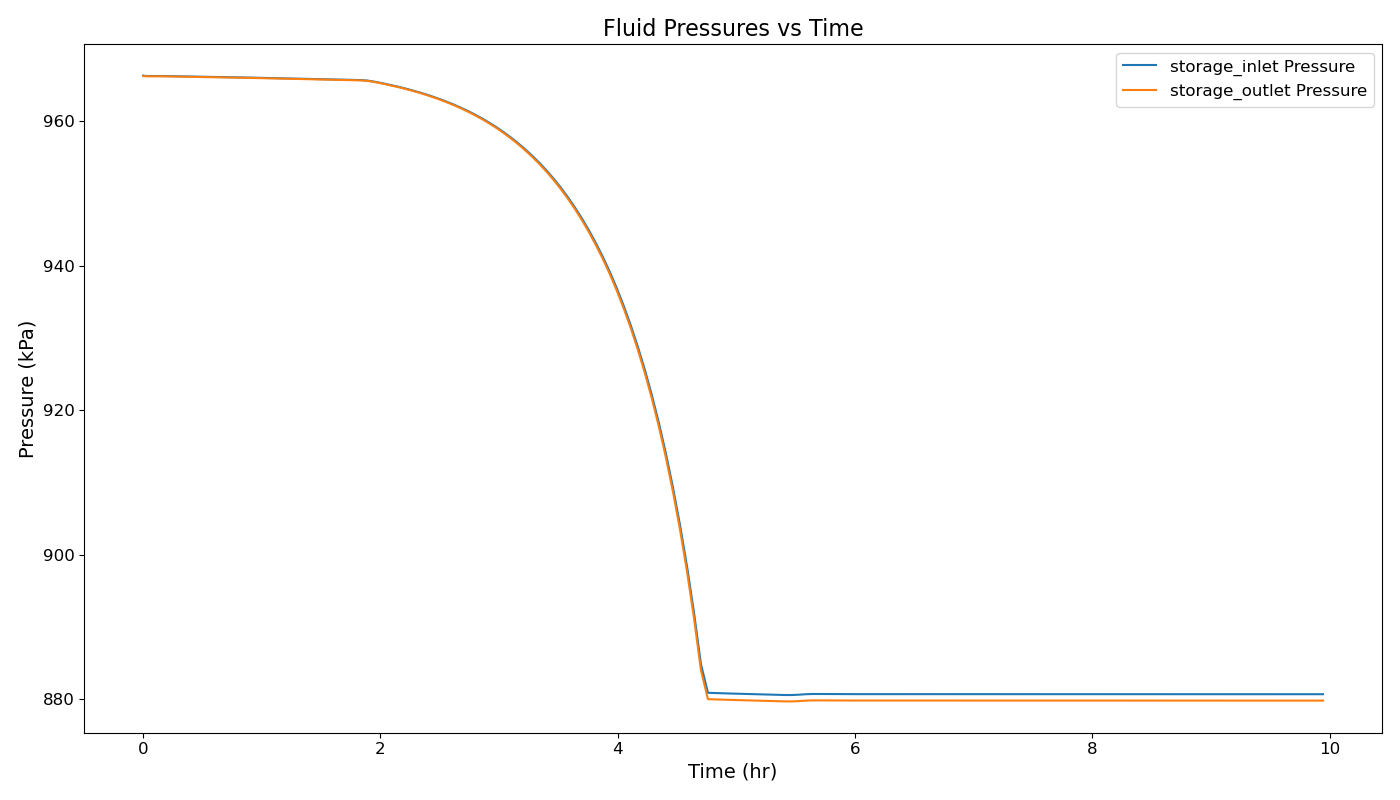 Fluid Pressures vs Time
storage_inlet Pressure
storage_outlet Pressure
Pressure (kPa)
960
940
920
900
880
0 2 4 6 8 10
Time (hr)